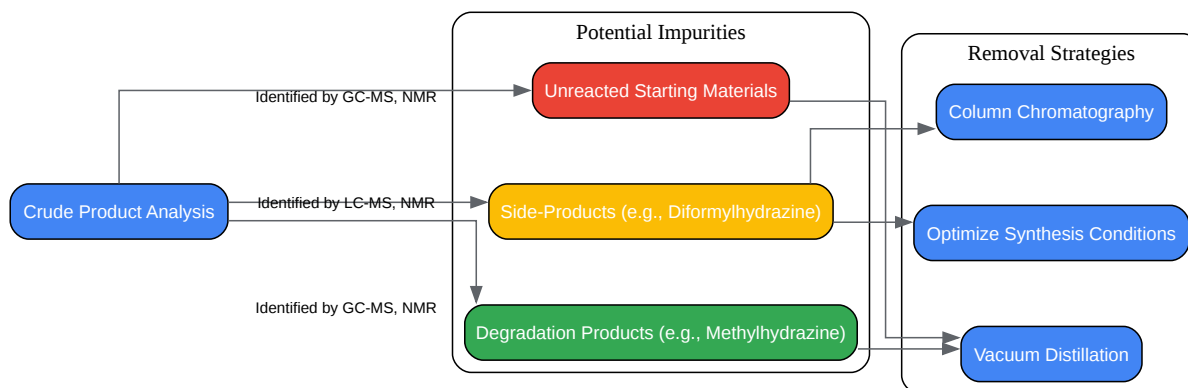 Potential Impurities
Removal Strategies
Unreacted Starting Materials
Identified by GC-MS, NMR
Column Chromatography
Crude Product Analysis
Identified by LC-MS, NMR
Side-Products (e.g., Diformylhydrazine)
Optimize Synthesis Conditions
Identified by GC-MS, NMR
Degradation Products (e.g., Methylhydrazine)
Vacuum Distillation